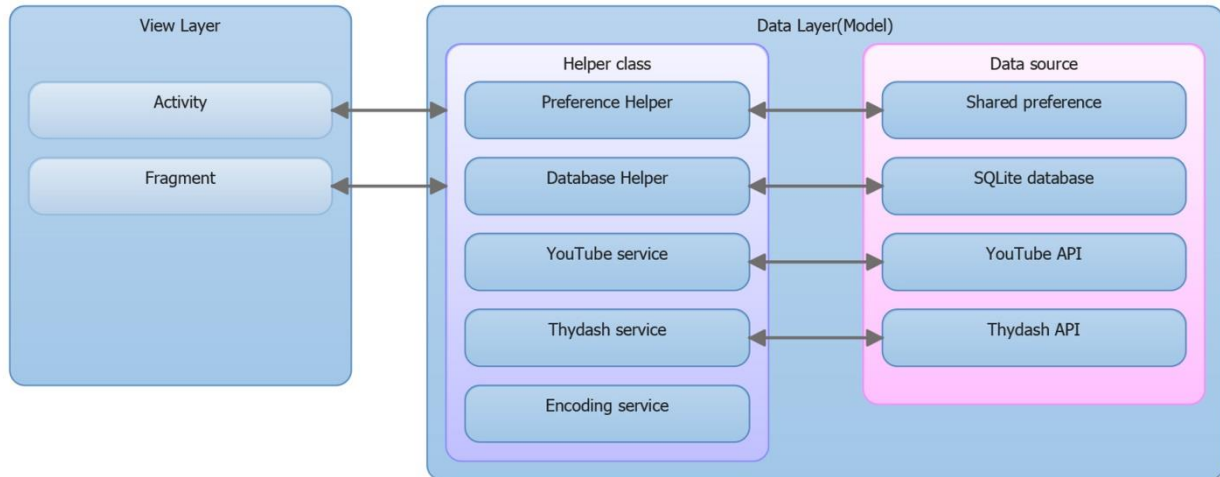 View Layer
Activity
Fragment
Data Layer(Model)
Helper class
Preference Helper
Database Helper
YouTube service
Thydash service
Encoding service
Data source
Shared preference
SQLite database
YouTube API
Thydash API